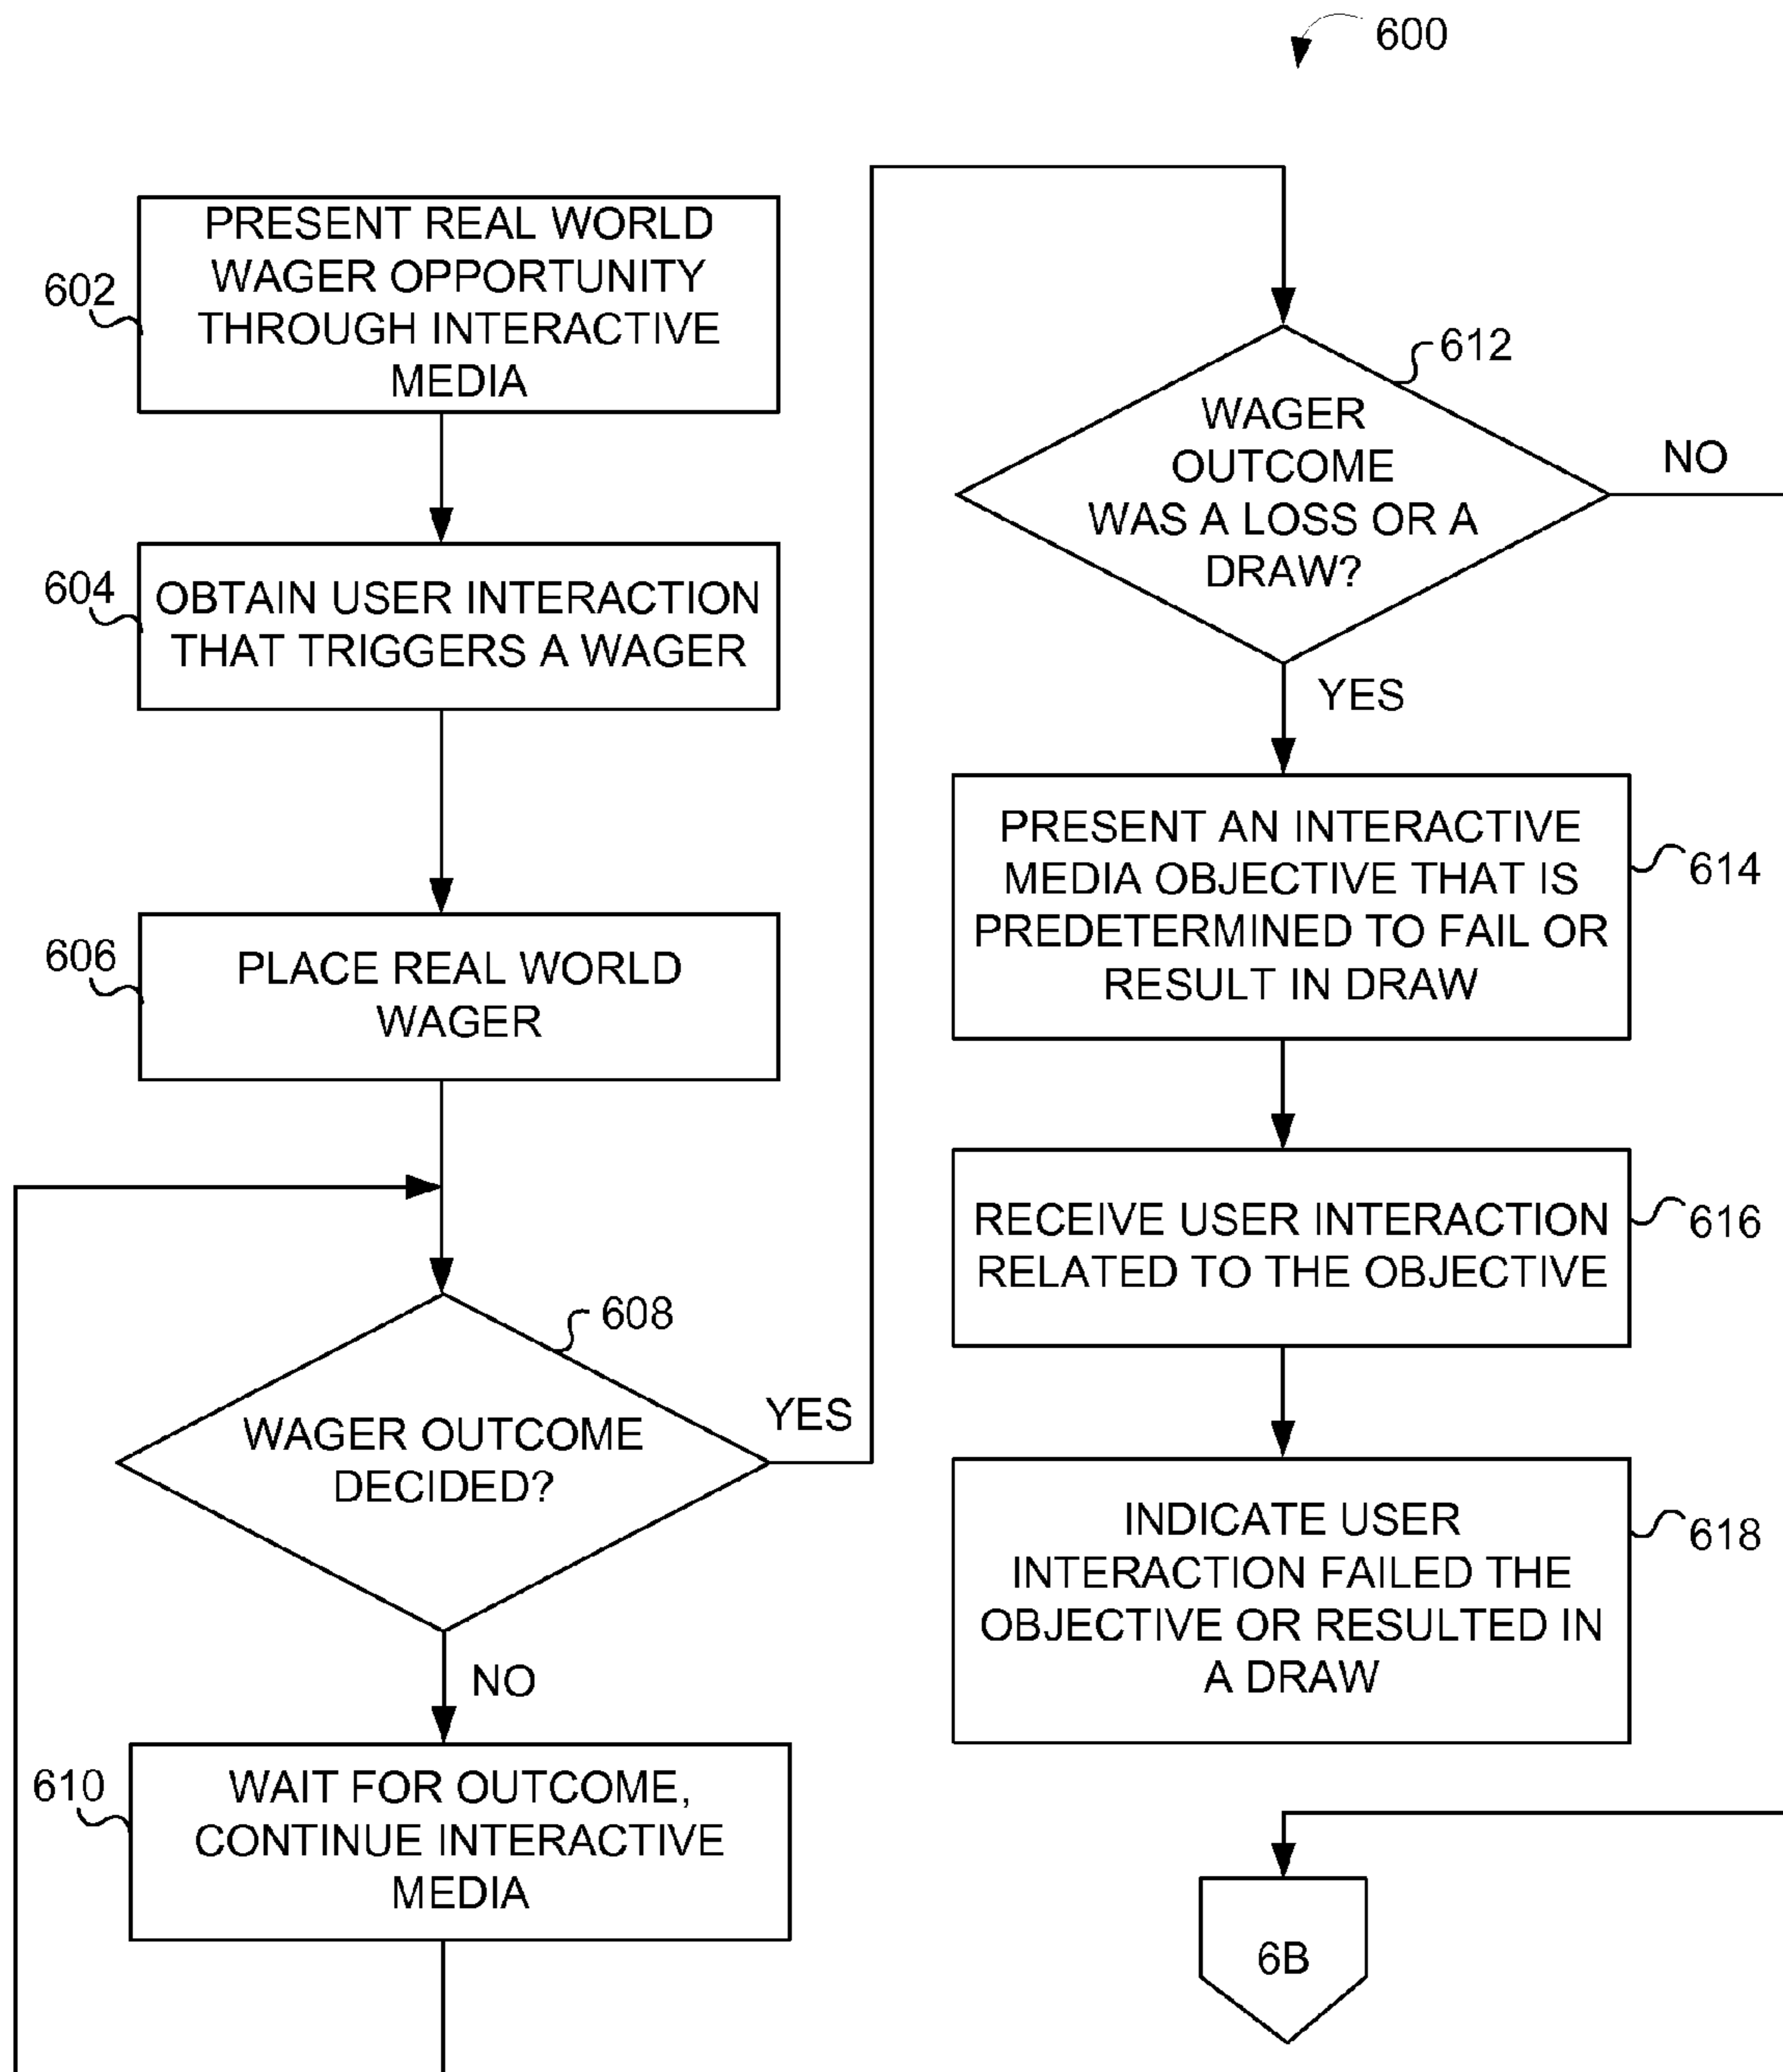 600
602
PRESENT REAL WORLD
WAGER OPPORTUNITY
THROUGH INTERACTIVE
MEDIA
604
OBTAIN USER INTERACTION
THAT TRIGGERS A WAGER
606
PLACE REAL WORLD
WAGER
608
WAGER OUTCOME
DECIDED?
YES
NO
610
WAIT FOR OUTCOME,
CONTINUE INTERACTIVE
MEDIA
612
WAGER
OUTCOME
WAS A LOSS OR A
DRAW?
NO
YES
PRESENT AN INTERACTIVE
MEDIA OBJECTIVE THAT IS
PREDETERMINED TO FAIL OR
RESULT IN DRAW
614
RECEIVE USER INTERACTION
RELATED TO THE OBJECTIVE
616
INDICATE USER
INTERACTION FAILED THE
OBJECTIVE OR RESULTED IN
A DRAW
618
6B